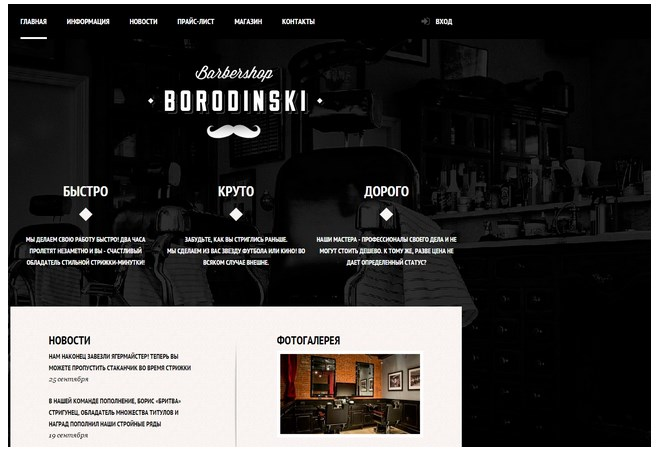 ГЛАВНАЯ ИНФОРМАЦИЯ НОВОСТИ ПРАЙС-ЛИСТ МАГАЗИН КОНТАКТЫ ВХОД
Barbershop
BORODINSKI
БЫСТРО
МЫ ДЕЛАЕМ СВОЮ РАБОТУ БЫСТРО! ДВА ЧАСА
ПРОЛЕТЯТ НЕЗАМЕТНО И ВЫ - СЧАСТЛИВЫЙ
ОБЛАДАТЕЛЬ СТИЛЬНОЙ СТРИЖКИ-МИНУТКИ!
КРУТО
ЗАБУДЬТЕ, КАК ВЫ СТРИГЛИСЬ РАНЬШЕ.
МЫ СДЕЛАЕМ ИЗ ВАС ЗВЕЗДУ ФУТБОЛА ИЛИ КИНО! ВО
ВСЯКОМ СЛУЧАЕ ВНЕШНЕ.
ДОРОГО
НАШИ МАСТЕРА - ПРОФЕССИОНАЛЫ СВОЕГО ДЕЛА И НЕ
МОГУТ СТОИТЬ ДЕШЕВО. К ТОМУ ЖЕ, РАЗВЕ ЦЕНА НЕ
ДАЕТ ОПРЕДЕЛЕННЫЙ СТАТУС?
НОВОСТИ
НАМ НАКОНЕЦ ЗАВЕЗЛИ ЯГЕРМАЙСТЕР! ТЕПЕРЬ ВЫ
МОЖЕТЕ ПРОПУСТИТЬ СТАКАНЧИК ВО ВРЕМЯ СТРИЖКИ
25 сентября
В НАШЕЙ КОМАНДЕ ПОПОЛНЕНИЕ, БОРИС «БРИТВА»
СТРИГУНЕЦ, ОБЛАДАТЕЛЬ МНОЖЕСТВА ТИТУЛОВ И
НАГРАД ПОПОЛНИЛ НАШИ СТРОЙНЫЕ РЯДЫ
19 сентября
ФОТОГАЛЕРЕЯ